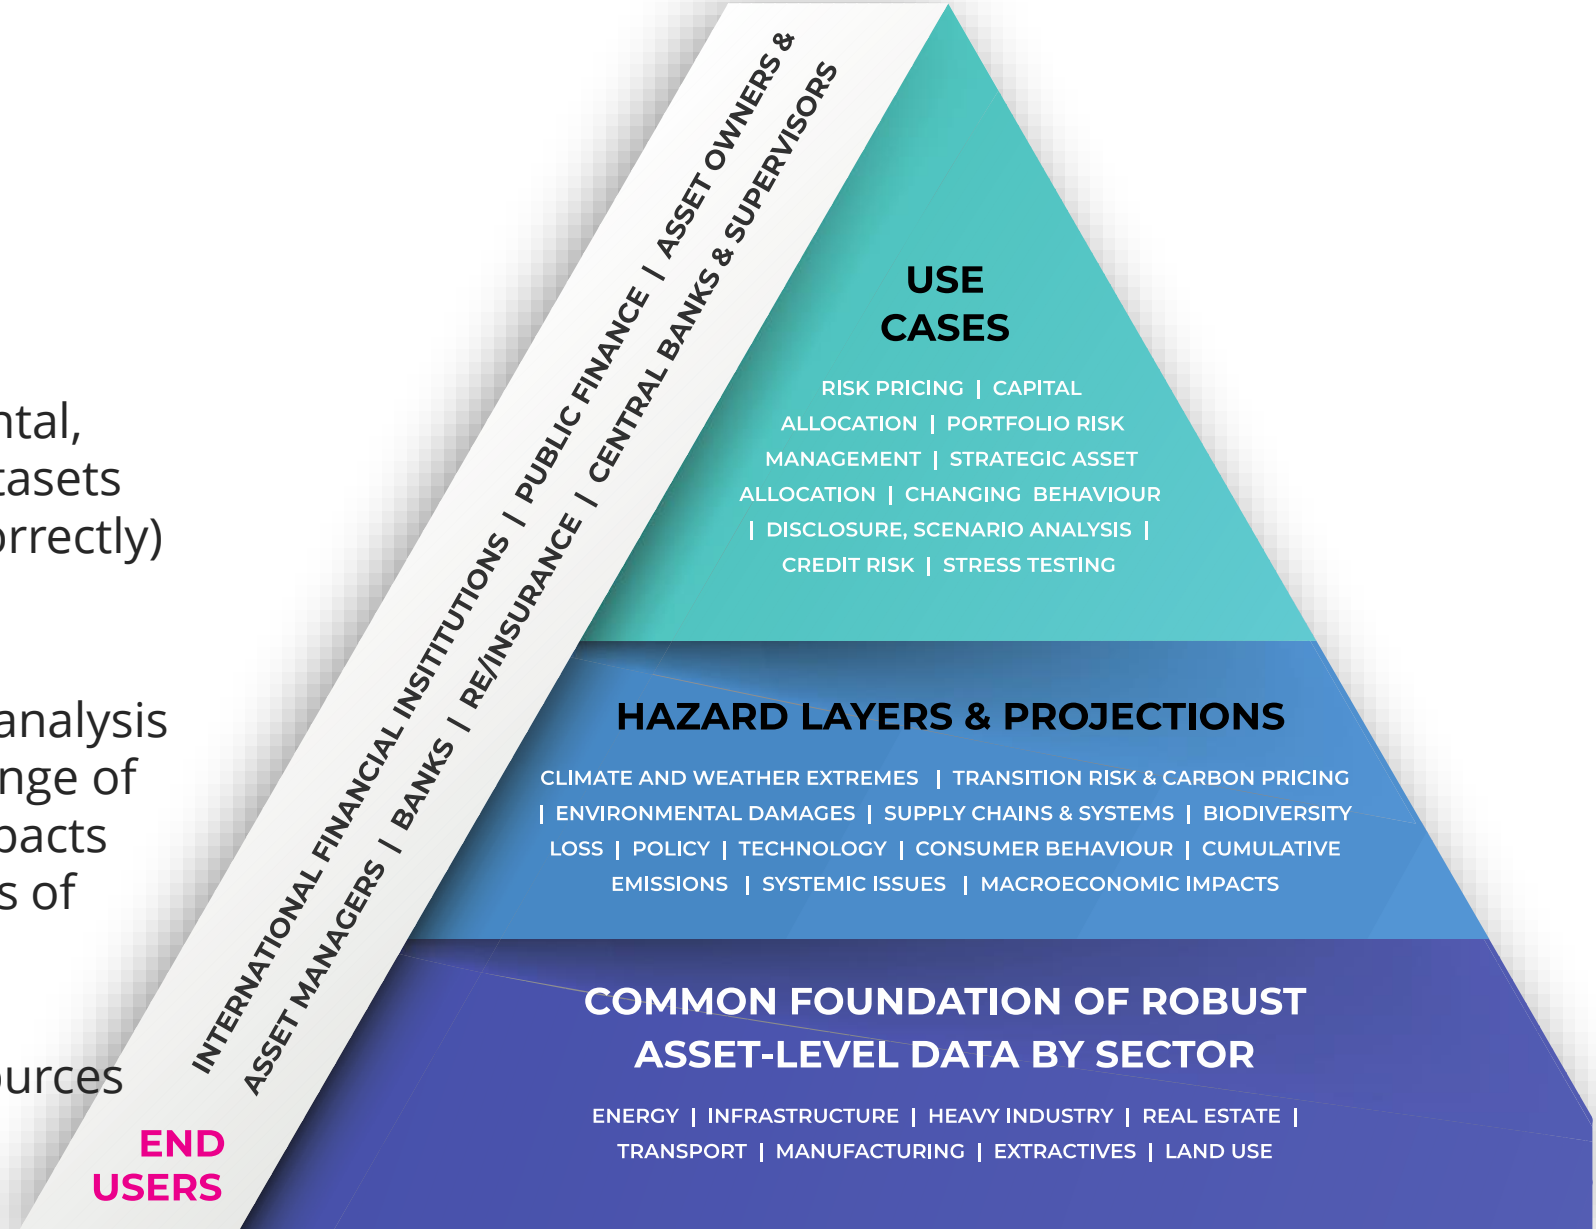 ntal,
tasets
orrectly)
analysis
nge of
pacts
s of
ources
INTERNATIONAL FINANCIAL INSITITUTIONS | PUBLIC FINANCE | ASSET OWNERS &
ASSET MANAGERS | BANKS | RE/INSURANCE | CENTRAL BANKS & SUPERVISORS
END
USERS
USE
CASES
RISK PRICING | CAPITAL
ALLOCATION | PORTFOLIO RISK
MANAGEMENT | STRATEGIC ASSET
ALLOCATION | CHANGING BEHAVIOUR
| DISCLOSURE, SCENARIO ANALYSIS |
CREDIT RISK | STRESS TESTING
HAZARD LAYERS & PROJECTIONS
CLIMATE AND WEATHER EXTREMES | TRANSITION RISK & CARBON PRICING
| ENVIRONMENTAL DAMAGES | SUPPLY CHAINS & SYSTEMS | BIODIVERSITY
LOSS | POLICY | TECHNOLOGY | CONSUMER BEHAVIOUR | CUMULATIVE
EMISSIONS | SYSTEMIC ISSUES | MACROECONOMIC IMPACTS
COMMON FOUNDATION OF ROBUST
ASSET-LEVEL DATA BY SECTOR
ENERGY | INFRASTRUCTURE | HEAVY INDUSTRY | REAL ESTATE |
TRANSPORT | MANUFACTURING | EXTRACTIVES | LAND USE